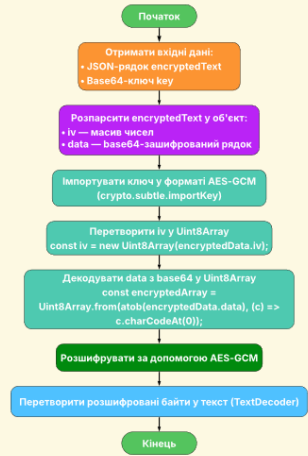 Початок
Отримати вхідні дані:
• JSON-рядок encryptedText
• Base64-ключ key
Розпарсити encryptedText у об'єкт:
• iv — масив чисел
• data — base64-зашифрований рядок
Імпортувати ключ у форматі AES-GCM
(crypto.subtle.importKey)
Перетворити iv у Uint8Array
const iv = new Uint8Array(encryptedData.iv);
Декодувати data з base64 у Uint8Array
const encryptedArray =
Uint8Array.from(atob(encryptedData.data), (c) =>
c.charCodeAt(0));
Розшифрувати за допомогою AES-GCM
Перетворити розшифровані байти у текст (TextDecoder)
Кінець